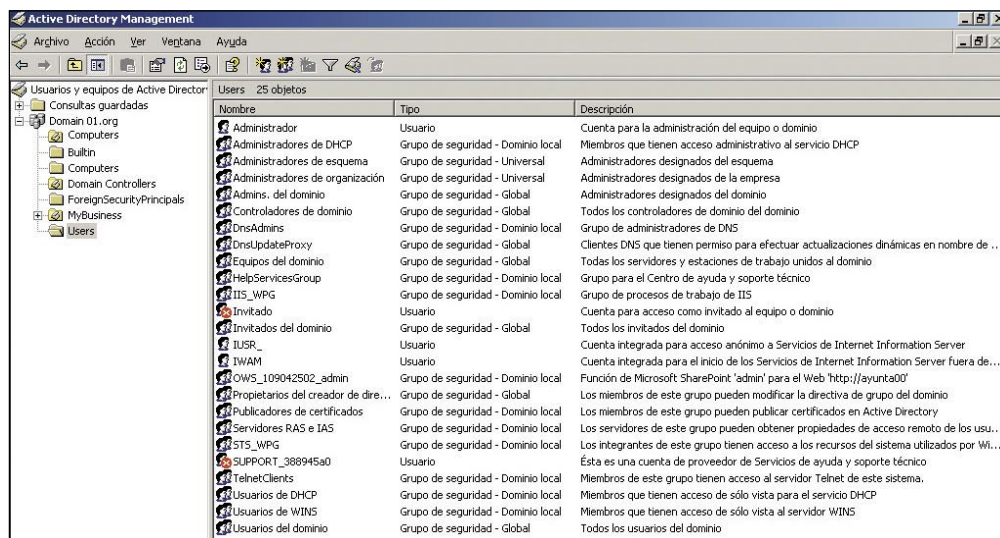 Active Directory Management
Archivo Acción Ver Ventana Ayuda
Usuarios y equipos de Active Director
Consultas guardadas
Domain 01.org
Computers
Builtin
Computers
Domain Controllers
ForeignSecurityPrincipals
MyBusiness
Users
Users 25 objetos
Nombre Tipo Descripción
Administrador Usuario Cuenta para la administración del equipo o dominio
Administradores de DHCP Grupo de seguridad - Dominio local Miembros que tienen acceso administrativo al servicio DHCP
Administradores de esquema Grupo de seguridad - Universal Administradores designados del esquema
Administradores de organización Grupo de seguridad - Universal Administradores designados de la empresa
Admins. del dominio Grupo de seguridad - Global Administradores designados del dominio
Controladores de dominio Grupo de seguridad - Global Todos los controladores de dominio del dominio
DnsAdmins Grupo de seguridad - Dominio local Grupo de administradores de DNS
DnsUpdateProxy Grupo de seguridad - Global Clientes DNS que tienen permiso para efectuar actualizaciones dinámicas en nombre de ...
Equipos del dominio Grupo de seguridad - Global Todas los servidores y estaciones de trabajo unidos al dominio
HelpServicesGroup Grupo de seguridad - Dominio local Grupo para el Centro de ayuda y soporte técnico
IIS_WPG Grupo de seguridad - Dominio local Grupo de procesos de trabajo de IIS
Invitado Usuario Cuenta para acceso como invitado al equipo o dominio
Invitados del dominio Grupo de seguridad - Global Todos los invitados del dominio
IUSR_ Usuario Cuenta integrada para acceso anónimo a Servicios de Internet Information Server
IWAM Usuario Cuenta integrada para el inicio de los Servicios de Internet Information Server fuera de...
OWS_109042502_admin Grupo de seguridad - Dominio local Función de Microsoft SharePoint 'admin' para el Web 'http://ayunta00'
Propietarios del creador de dire... Grupo de seguridad - Global Los miembros de este grupo pueden modificar la directiva de grupo del dominio
Publicadores de certificados Grupo de seguridad - Dominio local Los miembros de este grupo pueden publicar certificados en Active Directory
Servidores RAS e IAS Grupo de seguridad - Dominio local Los servidores de este grupo pueden obtener propiedades de acceso remoto de los usu...
STS_WPG Grupo de seguridad - Dominio local Los integrantes de este grupo tienen acceso a los recursos del sistema utilizados por Wi...
SUPPORT_388945a0 Usuario Ésta es una cuenta de proveedor de Servicios de ayuda y soporte técnico
TelnetClients Grupo de seguridad - Dominio local Miembros de este grupo tienen acceso al servidor Telnet de este sistema.
Usuarios de DHCP Grupo de seguridad - Dominio local Miembros que tienen acceso de sólo vista para el servicio DHCP
Usuarios de WINS Grupo de seguridad - Dominio local Miembros que tienen acceso de sólo vista al servidor WINS
Usuarios del dominio Grupo de seguridad - Global Todos los usuarios del dominio